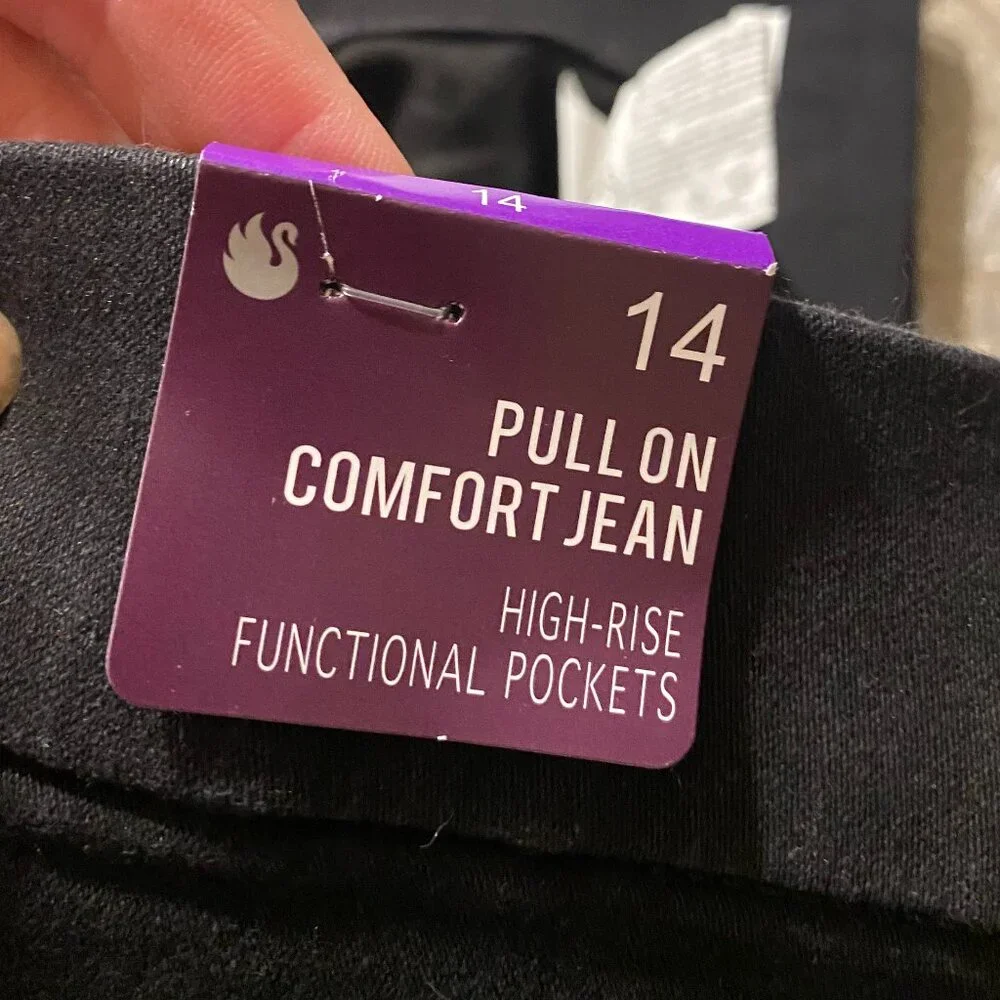 14
14
PULL ON
COMFORT JEAN
HIGH-RISE
FUNCTIONAL POCKETS